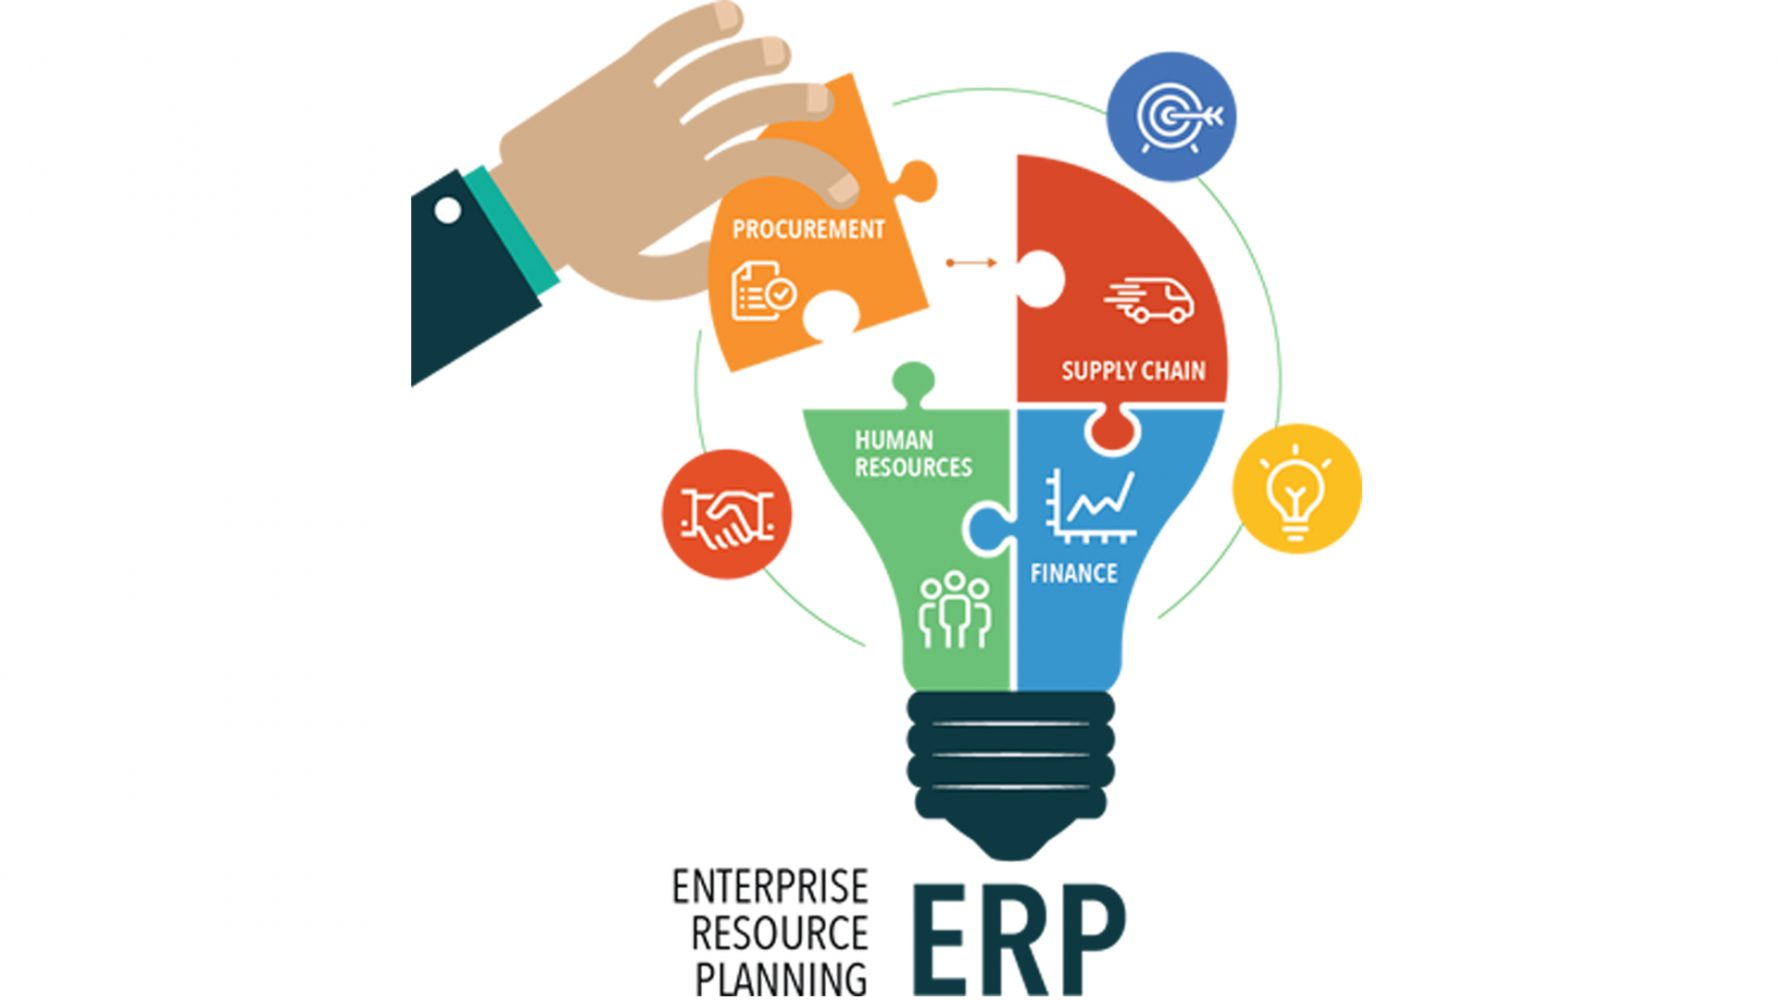 PROCUREMENT
SUPPLY CHAIN
HUMAN
RESOURCES
FINANCE
ENTERPRISE
RESOURCE
PLANNING
ERP